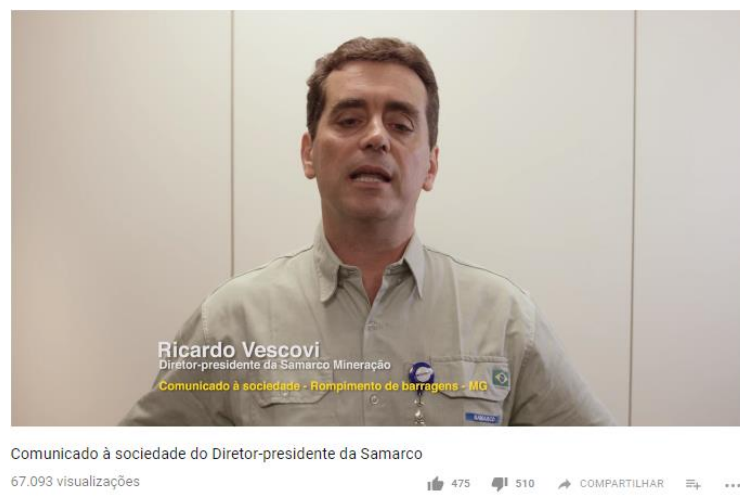 Ricardo Vescovi
Diretor-presidente da Samarco Mineração
Comunicado à sociedade - Rompimento de barragens - MG
SAMARCO
Comunicado à sociedade do Diretor-presidente da Samarco
67.093 visualizações
475
510
COMPARTILHAR